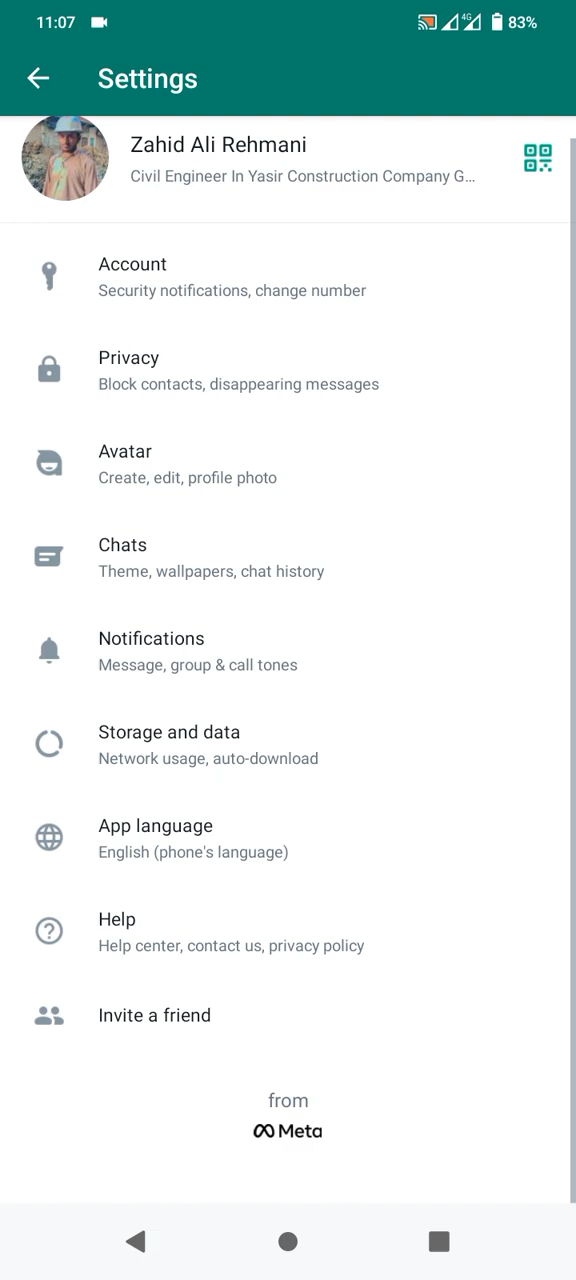 11:07
4G
83%
Settings
Zahid Ali Rehmani
Civil Engineer In Yasir Construction Company G...
Account
Security notifications, change number
Privacy
Block contacts, disappearing messages
Avatar
Create, edit, profile photo
Chats
Theme, wallpapers, chat history
Notifications
Message, group & call tones
Storage and data
Network usage, auto-download
App language
English (phone's language)
Help
Help center, contact us, privacy policy
Invite a friend
from
Meta